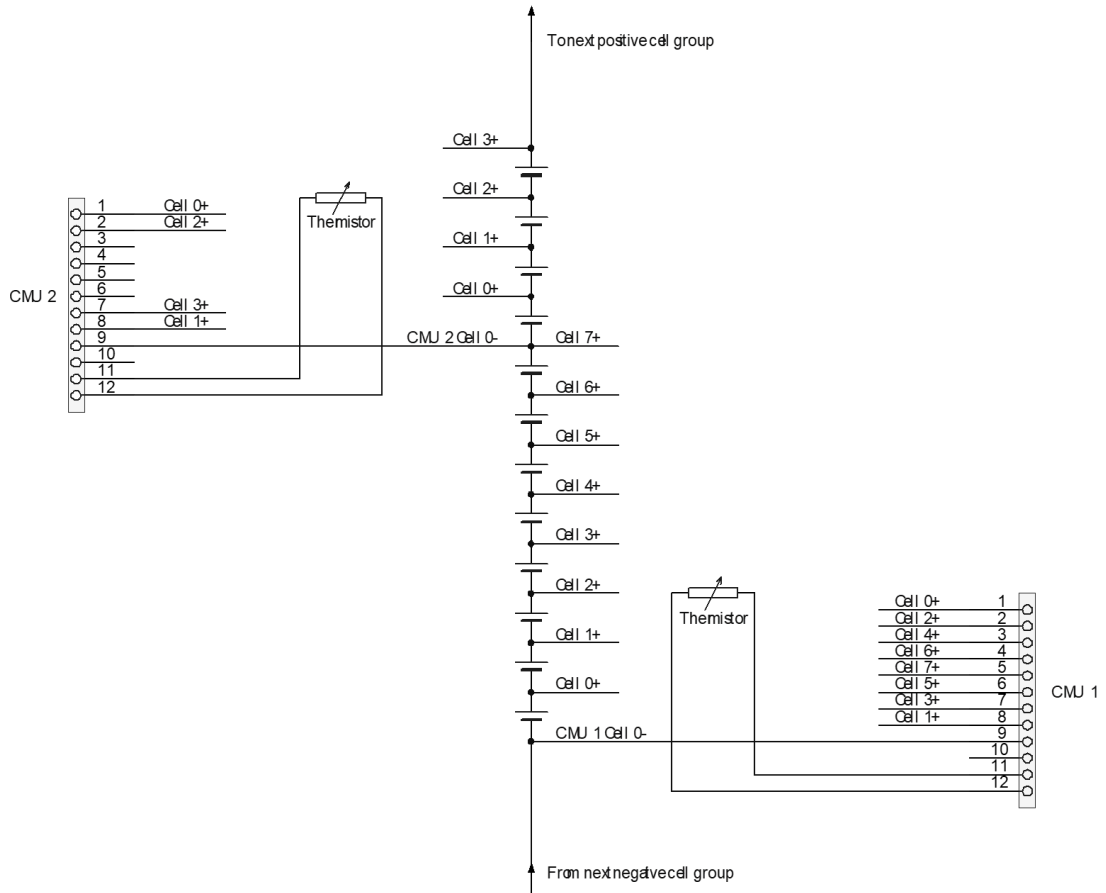 To next positive cell group
Cell 3+
Cell 2+
Cell 1+
Cell 0+
CMU 2 Cell 0-
Cell 7+
Cell 6+
Cell 5+
Cell 4+
Cell 3+
Cell 2+
Cell 1+
Cell 0+
CMU 1 Cell 0-
From next negative cell group
CMU 2
1 Cell 0+
2 Cell 2+
3
4
5
6
7 Cell 3+
8 Cell 1+
9
10
11
12
Themistor
Themistor
Cell 0+ 1
Cell 2+ 2
Cell 4+ 3
Cell 6+ 4
Cell 7+ 5
Cell 5+ 6
Cell 3+ 7
Cell 1+ 8
9
10
11
12
CMU 1